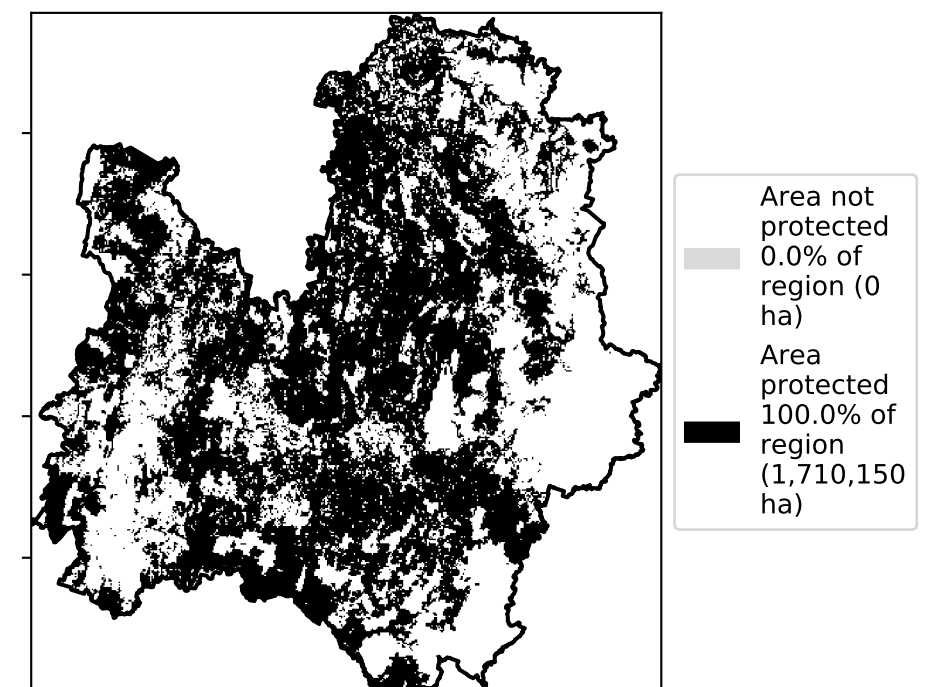 Area not
protected
0.0% of
region (0
ha)
Area
protected
100.0% of
region
(1,710,150
ha)